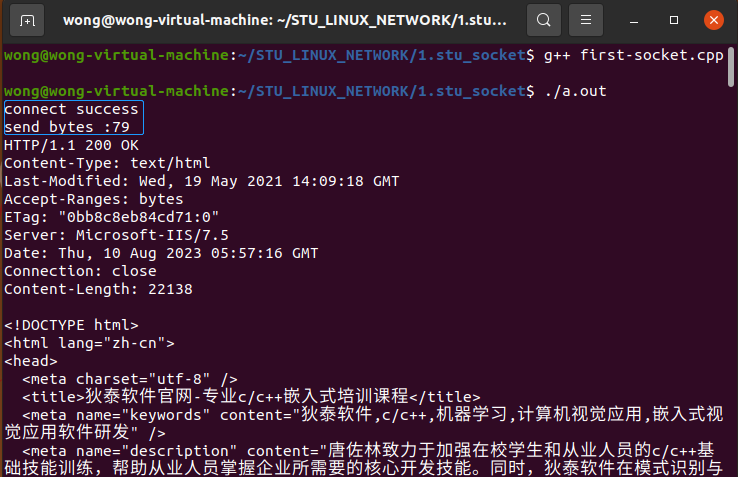 wong@wong-virtual-machine: ~/STU_LINUX_NETWORK/1.stu...
wong@wong-virtual-machine:~/STU_LINUX_NETWORK/1.stu_socket$ g++ first-socket.cpp
wong@wong-virtual-machine:~/STU_LINUX_NETWORK/1.stu_socket$ ./a.out
connect success
send bytes :79
HTTP/1.1 200 OK
Content-Type: text/html
Last-Modified: Wed, 19 May 2021 14:09:18 GMT
Accept-Ranges: bytes
ETag: "0bb8c8eb84cd71:0"
Server: Microsoft-IIS/7.5
Date: Thu, 10 Aug 2023 05:57:16 GMT
Connection: close
Content-Length: 22138
<!DOCTYPE html>
<html lang="zh-cn">
<head>
<meta charset="utf-8" />
<title>狄泰软件官网-专业c/c++嵌入式培训课程</title>
<meta name="keywords" content="狄泰软件,c/c++,机器学习,计算机视觉应用,嵌入式视
觉应用软件研发" />
<meta name="description" content="唐佐林致力于加强在校学生和从业人员的c/c++基
础技能训练，帮助从业人员掌握企业所需要的核心开发技能。同时，狄泰软件在模式识别与